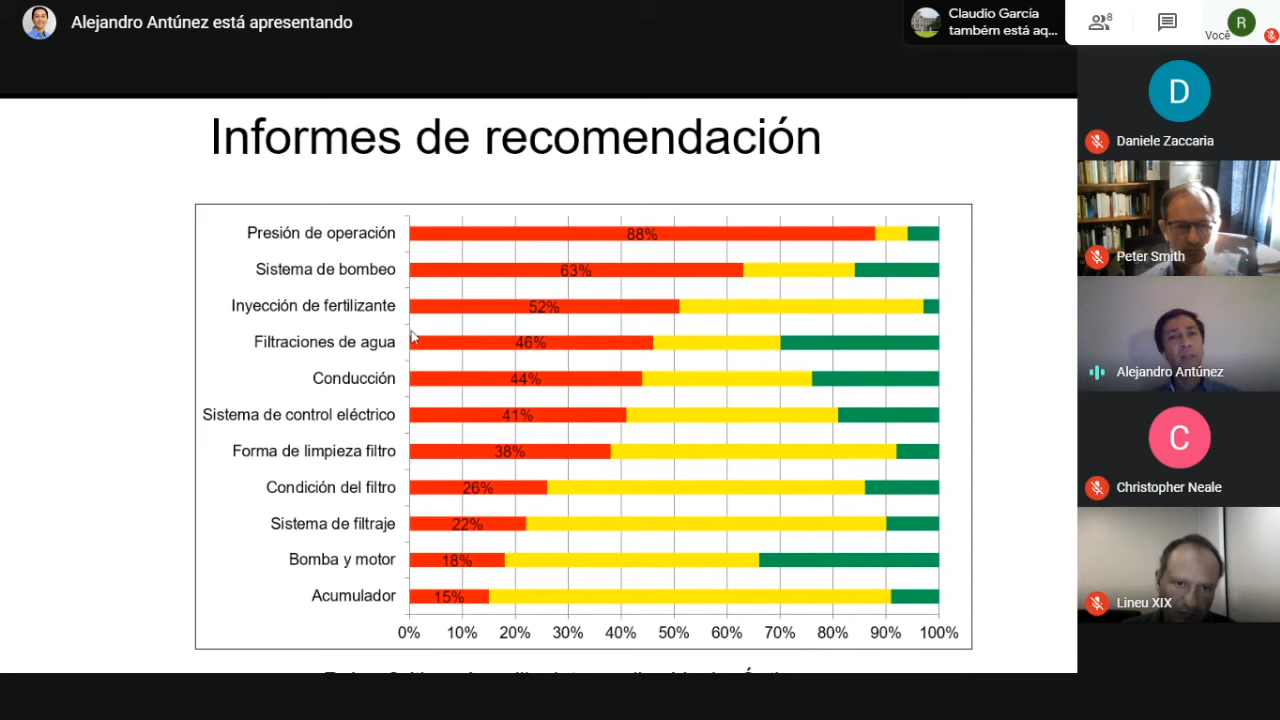 Alejandro Antúnez está apresentando
Claudio García
também está aq...
8
Você
R
Informes de recomendación
Presión de operación 88%
Sistema de bombeo 63%
Inyección de fertilizante 52%
Filtraciones de agua 46%
Conducción 44%
Sistema de control eléctrico 41%
Forma de limpieza filtro 38%
Condición del filtro 26%
Sistema de filtraje 22%
Bomba y motor 18%
Acumulador 15%
0% 10% 20% 30% 40% 50% 60% 70% 80% 90% 100%
D
Daniele Zaccaria
Peter Smith
Alejandro Antúnez
C
Christopher Neale
Lineu XIX